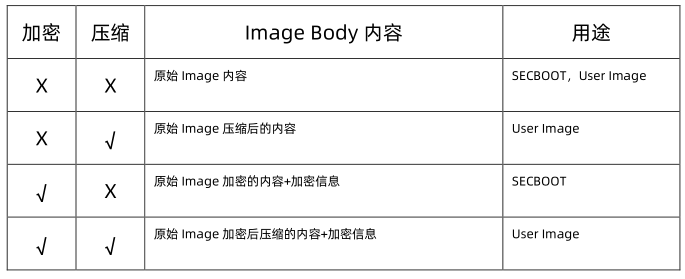 加密 压缩 Image Body 内容 用途
X X 原始 Image 内容 SECBOOT，User Image
X √ 原始 Image 压缩后的内容 User Image
√ X 原始 Image 加密的内容+加密信息 SECBOOT
√ √ 原始 Image 加密后压缩的内容+加密信息 User Image